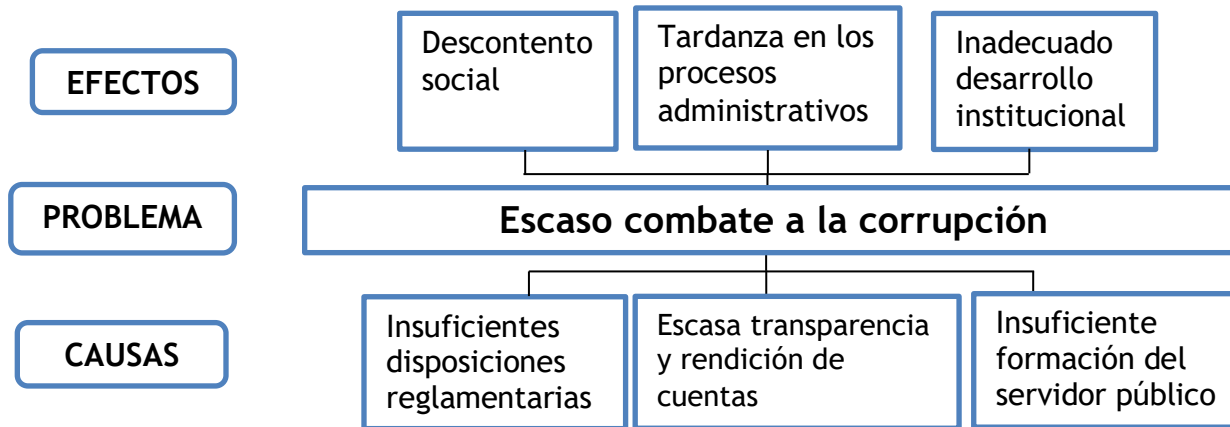 EFECTOS
Descontento
social
Tardanza en los
procesos
administrativos
Inadecuado
desarrollo
institucional
PROBLEMA
Escaso combate a la corrupción
CAUSAS
Insuficientes
disposiciones
reglamentarias
Escasa transparencia
y rendición de
cuentas
Insuficiente
formación del
servidor público